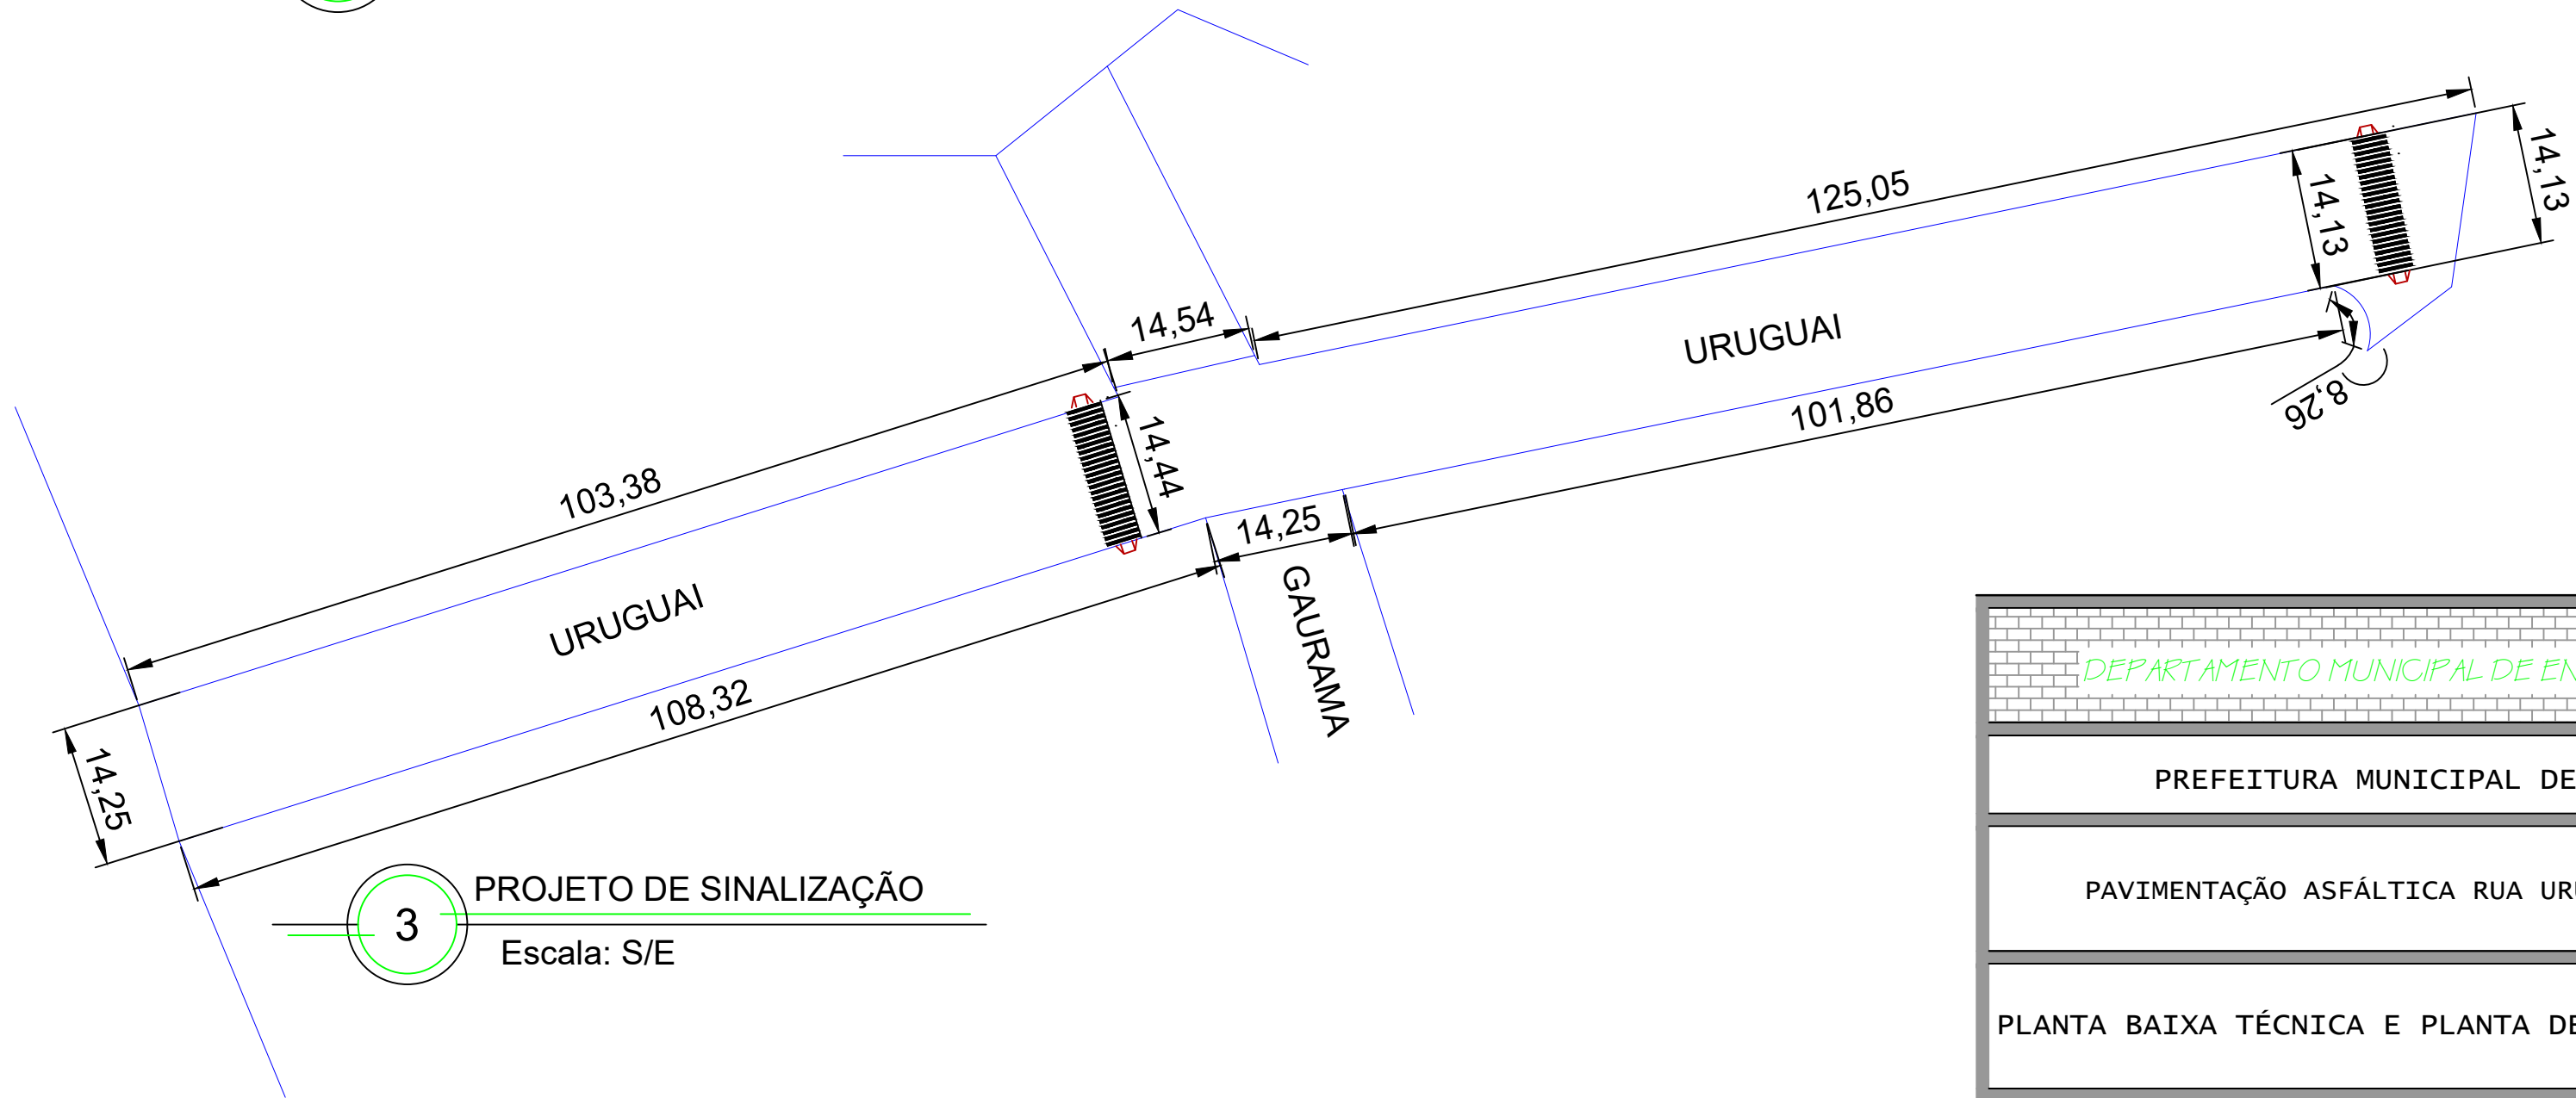 125,05
14,13
14,13
14,54
URUGUAI
101,86
8,26
14,44
103,38
14,25
GAURAMA
URUGUAI
108,32
14,25
3
PROJETO DE SINALIZAÇÃO
Escala: S/E
DEPARTAMENTO MUNICIPAL DE EN
PREFEITURA MUNICIPAL DE
PAVIMENTAÇÃO ASFÁLTICA RUA URU
PLANTA BAIXA TÉCNICA E PLANTA DE